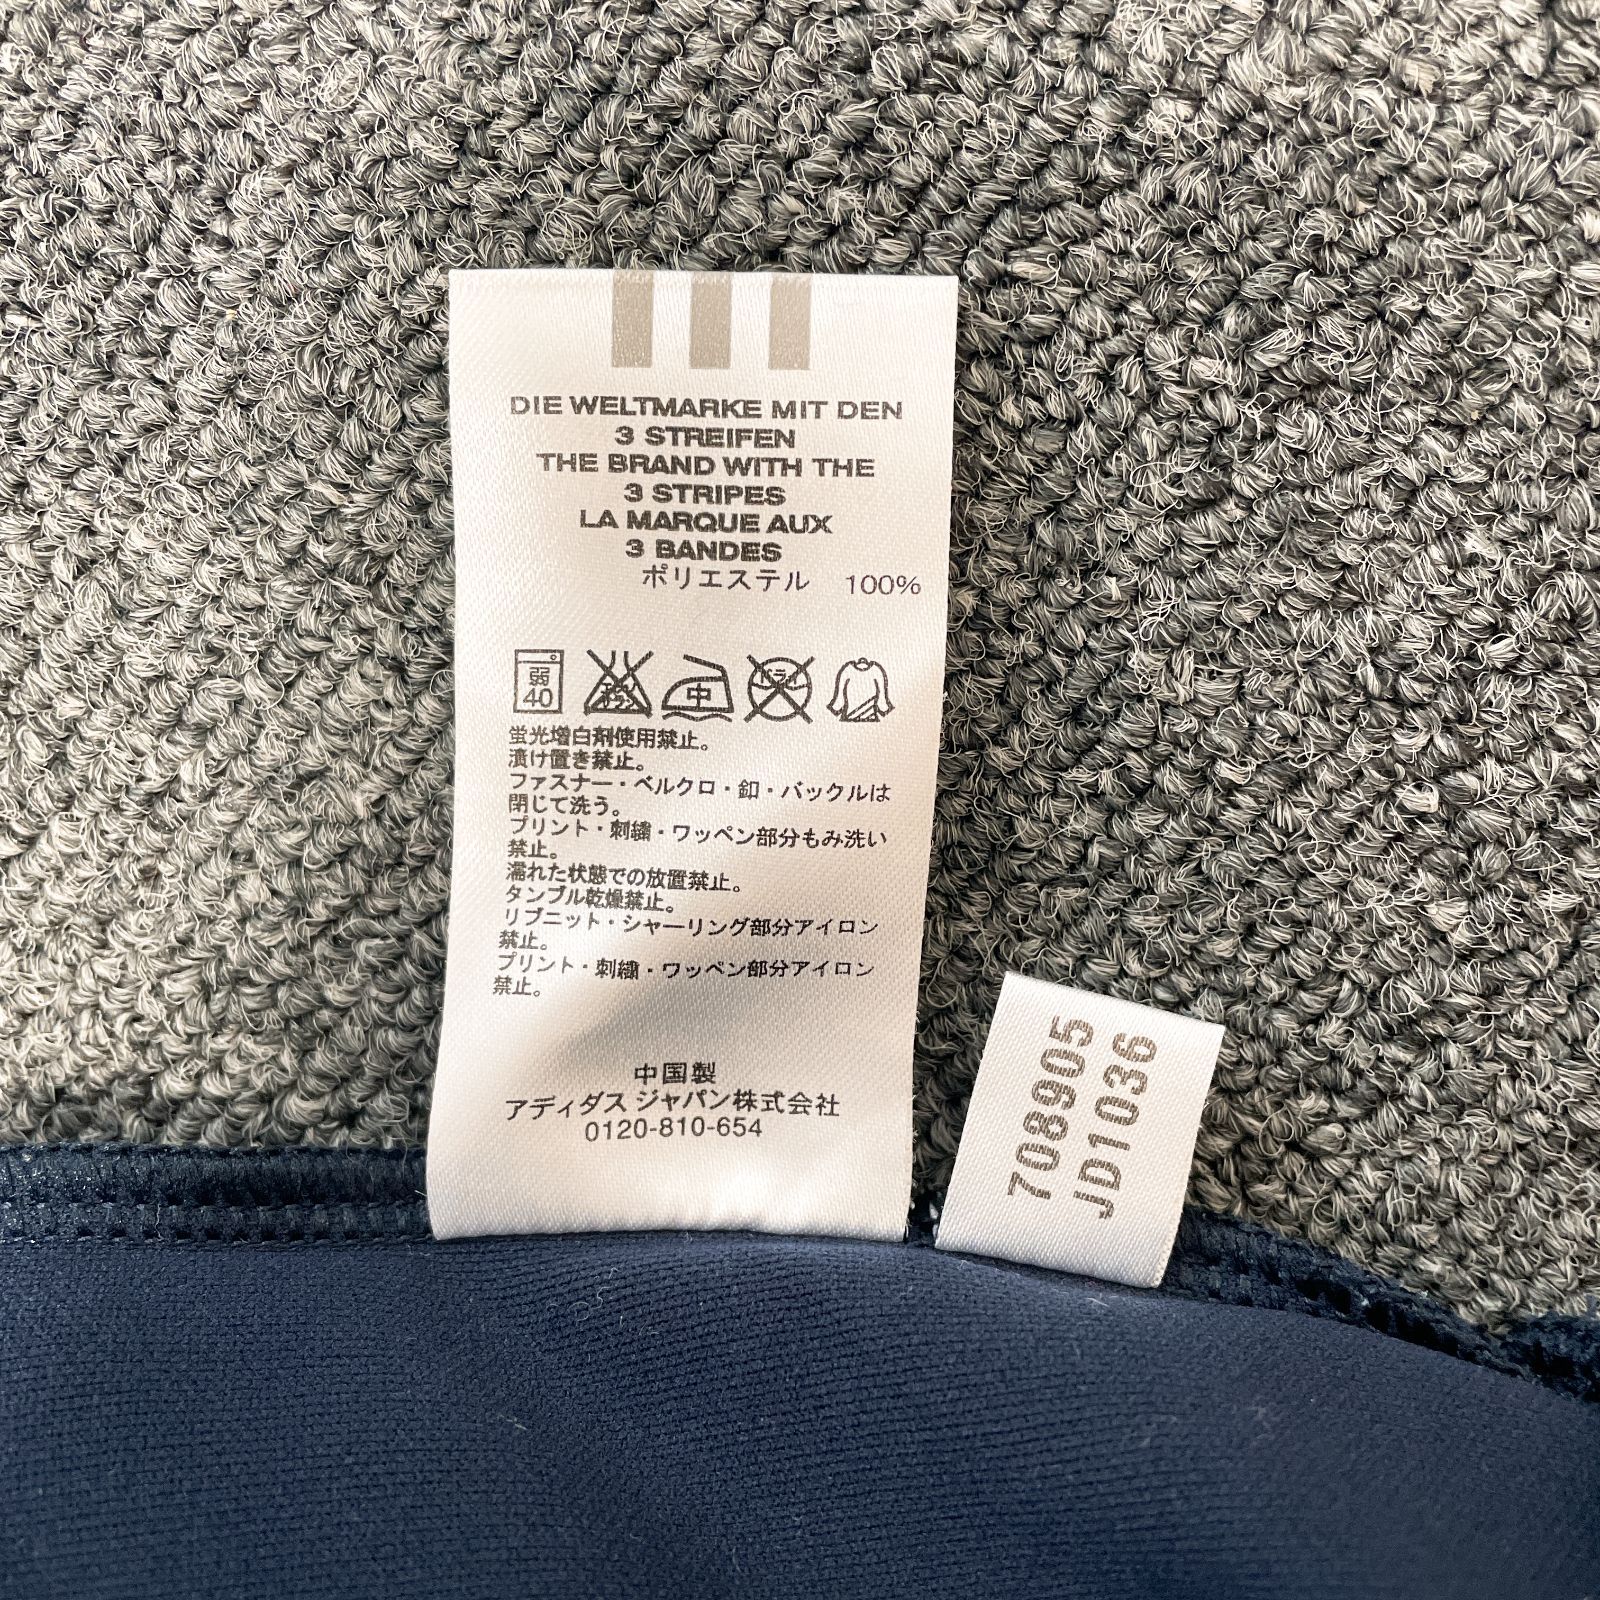 DIE WELTMARKE MIT DEN
3 STREIFEN
THE BRAND WITH THE
3 STRIPES
LA MARQUE AUX
3 BANDES
ポリエステル 100%
弱
40
中
蛍光増白剤使用禁止。
漬け置き禁止。
ファスナー・ベルクロ・釦・バックルは
閉じて洗う。
プリント・刺繍・ワッペン部分もみ洗い
禁止。
濡れた状態での放置禁止。
タンブル乾燥禁止。
リブニット・シャーリング部分アイロン
禁止。
プリント・刺繍・ワッペン部分アイロン
禁止。
中国製
アディダス ジャパン株式会社
0120-810-654
708905
JD1036